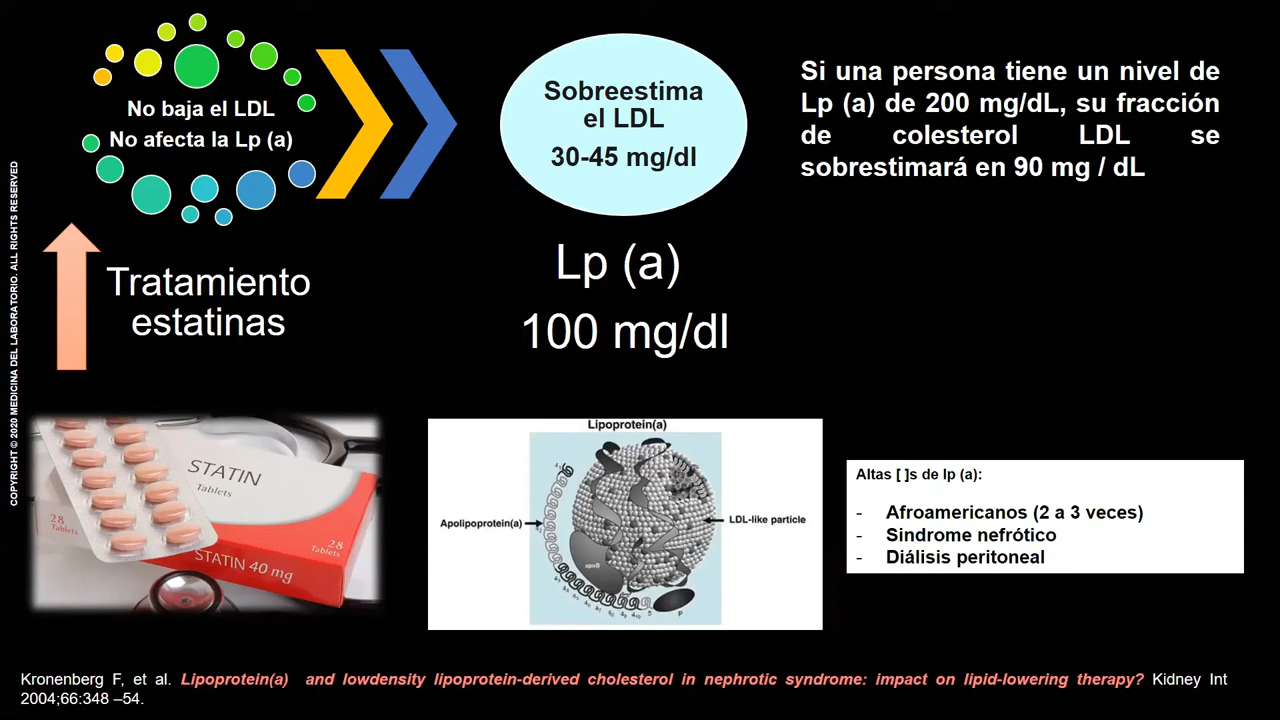 No baja el LDL
No afecta la Lp (a)
Sobreestima
el LDL
30-45 mg/dl
Si una persona tiene un nivel de
Lp (a) de 200 mg/dL, su fracción
de colesterol LDL se
sobrestimará en 90 mg / dL
Tratamiento
estatinas
Lp (a)
100 mg/dl
COPYRIGHT © 2020 MEDICINA DEL LABORATORIO. ALL RIGHTS RESERVED
STATIN
Tablets
28
Tablets
28
Tablets
STATIN 40 mg
Lipoprotein(a)
Apolipoprotein(a)
LDL-like particle
apoB
Altas [ ]s de lp (a):
- Afroamericanos (2 a 3 veces)
- Sindrome nefrótico
- Diálisis peritoneal
Kronenberg F, et al. Lipoprotein(a) and lowdensity lipoprotein-derived cholesterol in nephrotic syndrome: impact on lipid-lowering therapy? Kidney Int
2004;66:348 –54.